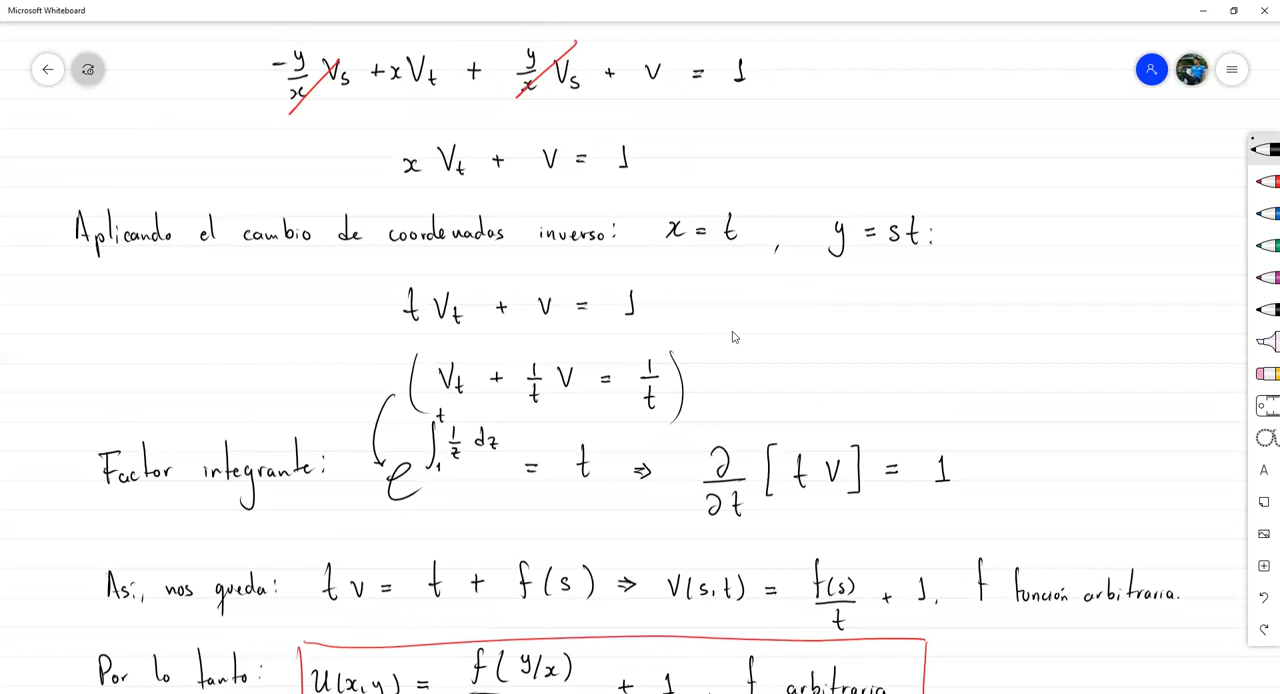 Microsoft Whiteboard
-y/x Vs + x Vt + y/x Vs + v = 1
x Vt + v = 1
Aplicando el cambio de coordenadas inverso: x = t , y = st:
t Vt + v = 1
( Vt + 1/t v = 1/t )
Factor integrante: e^∫₁ᵗ 1/z dz = t ⇒ ∂/∂t [ t v ] = 1
Así, nos queda: t v = t + f(s) ⇒ v(s,t) = f(s)/t + 1, f función arbitraria.
Por lo tanto: u(x,y) = f(y/x) + 1 f arbitraria
A